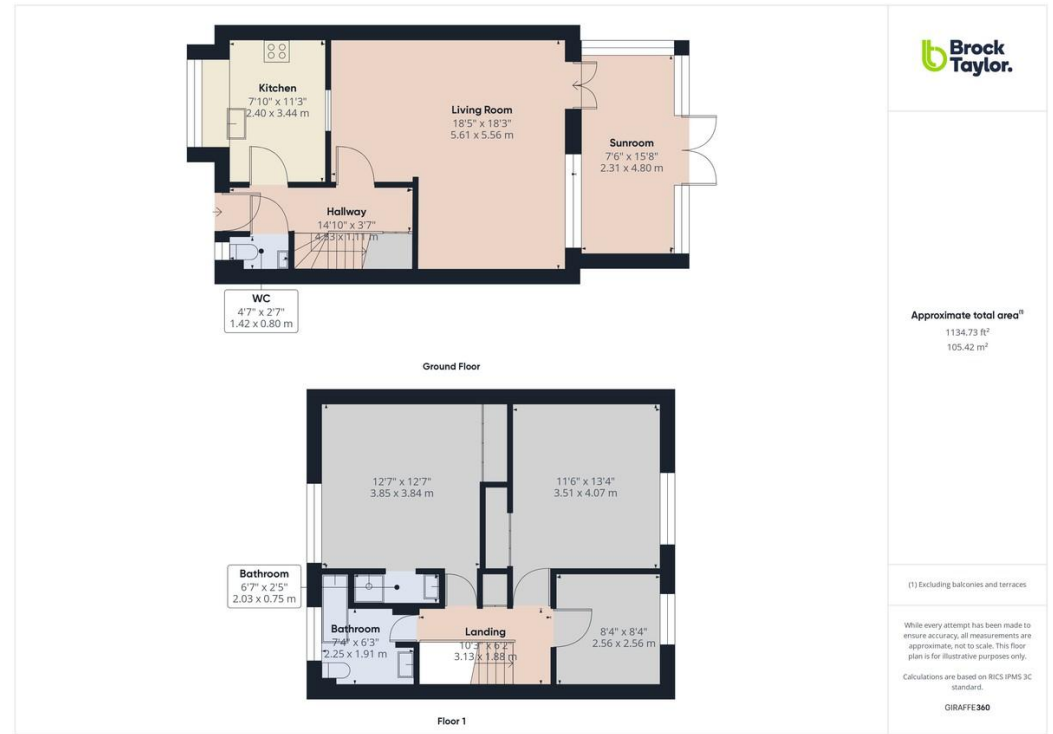 Kitchen
7'10" x 11'3"
2.40 x 3.44 m
Living Room
18'5" x 18'3"
5.61 x 5.56 m
Sunroom
7'6" x 15'8"
2.31 x 4.80 m
Hallway
14'10" x 3'7"
4.53 x 1.11 m
WC
4'7" x 2'7"
1.42 x 0.80 m
Ground Floor
12'7" x 12'7"
3.85 x 3.84 m
11'6" x 13'4"
3.51 x 4.07 m
Bathroom
6'7" x 2'5"
2.03 x 0.75 m
Bathroom
7'4" x 6'3"
2.25 x 1.91 m
Landing
10'3" x 6'2"
3.13 x 1.88 m
8'4" x 8'4"
2.56 x 2.56 m
Floor 1
Brock
Taylor.
Approximate total area(1)
1134.73 ft²
105.42 m²
(1) Excluding balconies and terraces
While every attempt has been made to
ensure accuracy, all measurements are
approximate, not to scale. This floor
plan is for illustrative purposes only.
Calculations are based on RICS IPMS 3C
standard.
GIRAFFE360